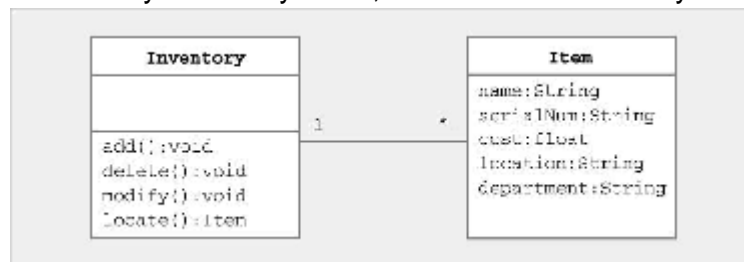 Inventory
add():void
delete():void
modify():void
locate():Item
1
*
Item
name:String
serialNum:String
cost:float
location:String
department:String